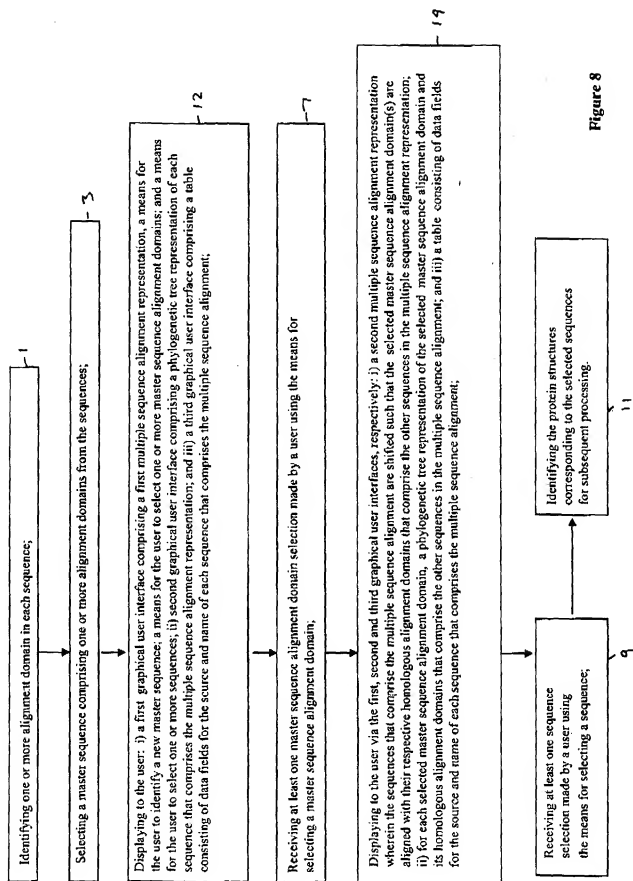 Identifying one or more alignment domain in each sequence;
1
Selecting a master sequence comprising one or more alignment domains from the sequences;
3
Displaying to the user: i) a first graphical user interface comprising a first multiple sequence alignment representation, a means for
the user to identify a new master sequence; a means for the user to select one or more master sequence alignment domains; and a means
for the user to select one or more sequences; ii) second graphical user interface comprising a phylogenetic tree representation of each
sequence that comprises the multiple sequence alignment representation; and iii) a third graphical user interface comprising a table
consisting of data fields for the source and name of each sequence that comprises the multiple sequence alignment;
12
Receiving at least one master sequence alignment domain selection made by a user using the means for
selecting a master sequence alignment domain;
7
Displaying to the user via the first, second and third graphical user interfaces, respectively: i) a second multiple sequence alignment representation
wherein the sequences that comprise the multiple sequence alignment are shifted such that the selected master sequence alignment domain(s) are
aligned with their respective homologous alignment domains that comprise the other sequences in the multiple sequence alignment representation;
ii) for each selected master sequence alignment domain, a phylogenetic tree representation of the selected master sequence alignment domain and
its homologous alignment domains that comprise the other sequences in the multiple sequence alignment; and iii) a table consisting of data fields
for the source and name of each sequence that comprises the multiple sequence alignment;
19
Receiving at least one sequence
selection made by a user using
the means for selecting a sequence;
9
Identifying the protein structures
corresponding to the selected sequences
for subsequent processing.
11
Figure 8